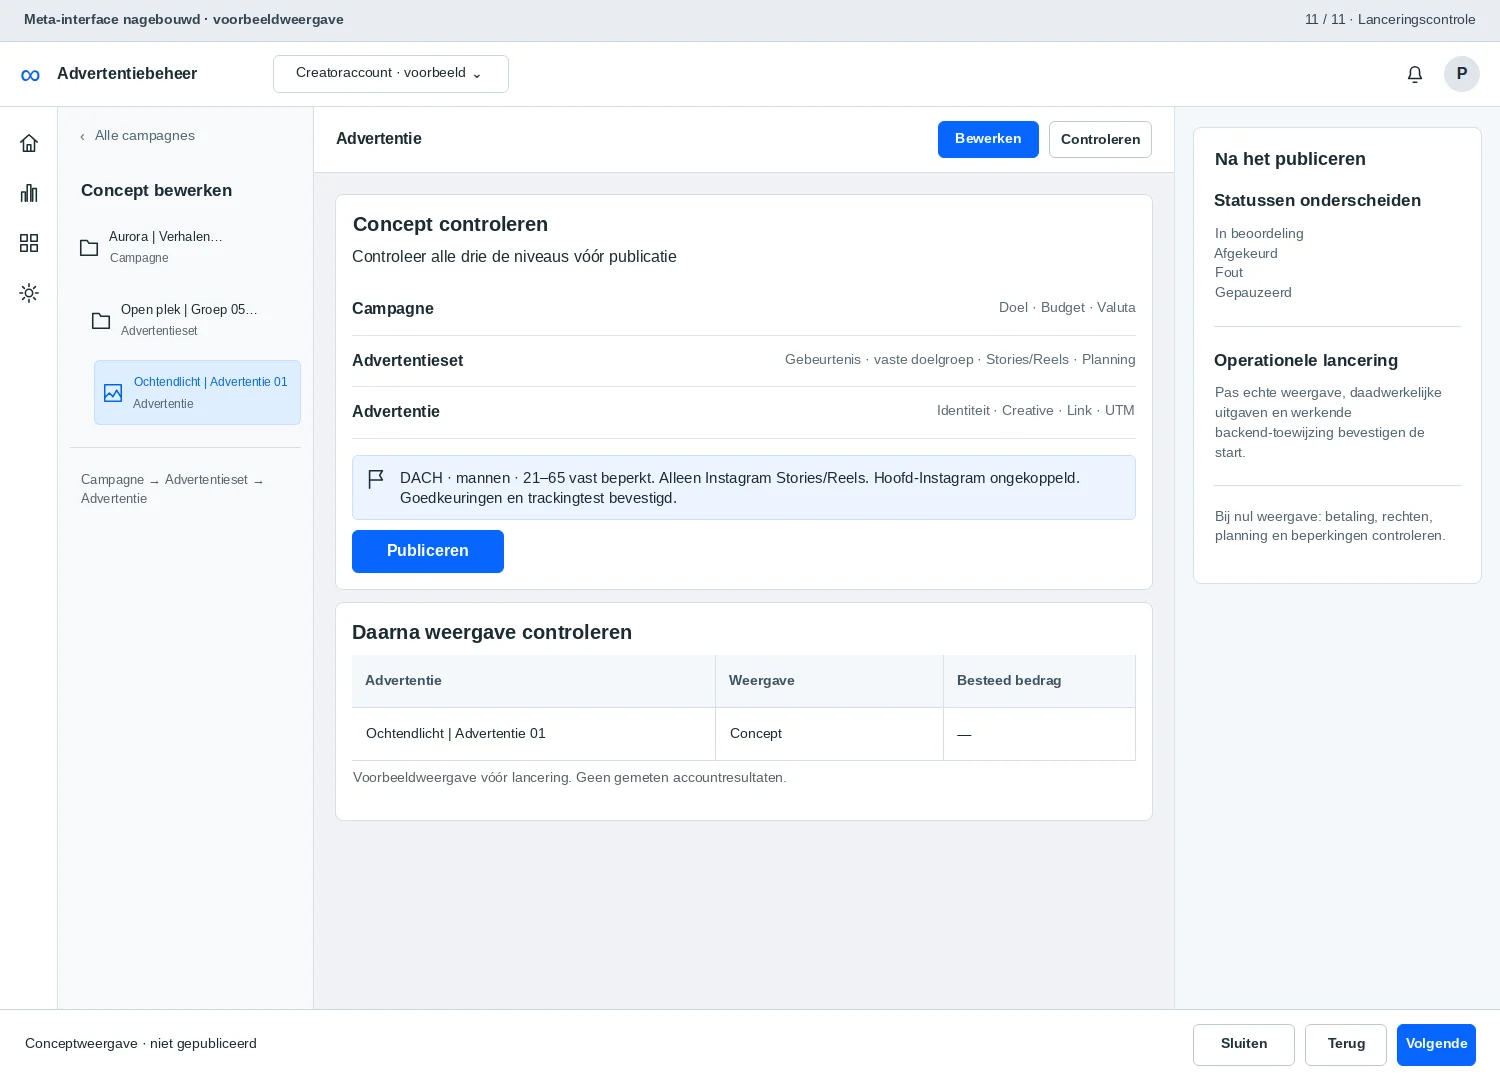 Meta-interface nagebouwd · voorbeeldweergave
11 / 11 · Lanceringscontrole
Advertentiebeheer
Creatoraccount · voorbeeld
P
‹ Alle campagnes
Concept bewerken
Aurora | Verhalen…
Campagne
Open plek | Groep 05…
Advertentieset
Ochtendlicht | Advertentie 01
Advertentie
Campagne → Advertentieset →
Advertentie
Advertentie
Bewerken
Controleren
Concept controleren
Controleer alle drie de niveaus vóór publicatie
Campagne
Doel · Budget · Valuta
Advertentieset
Gebeurtenis · vaste doelgroep · Stories/Reels · Planning
Advertentie
Identiteit · Creative · Link · UTM
DACH · mannen · 21–65 vast beperkt. Alleen Instagram Stories/Reels. Hoofd-Instagram ongekoppeld.
Goedkeuringen en trackingtest bevestigd.
Publiceren
Daarna weergave controleren
Advertentie
Weergave
Besteed bedrag
Ochtendlicht | Advertentie 01
Concept
—
Voorbeeldweergave vóór lancering. Geen gemeten accountresultaten.
Na het publiceren
Statussen onderscheiden
In beoordeling
Afgekeurd
Fout
Gepauzeerd
Operationele lancering
Pas echte weergave, daadwerkelijke
uitgaven en werkende
backend-toewijzing bevestigen de
start.
Bij nul weergave: betaling, rechten,
planning en beperkingen controleren.
Conceptweergave · niet gepubliceerd
Sluiten
Terug
Volgende